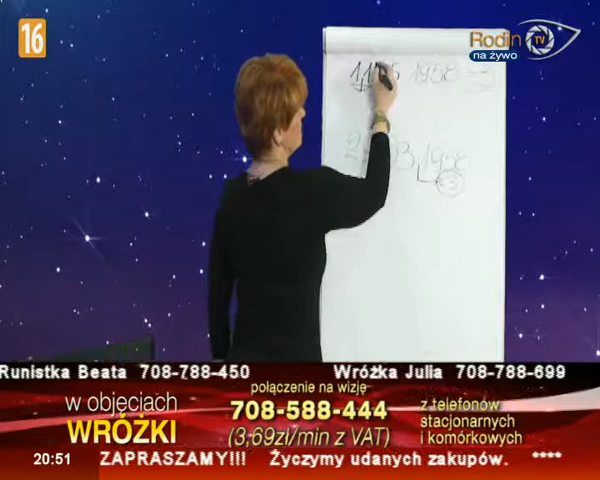 16
Rodin TV
na żywo
1958
Runistka Beata 708-788-450 Wróżka Julia 708-788-699
w objęciach
WRÓŻKI
połączenie na wizję
708-588-444
(3,69zł/min z VAT)
z telefonów
stacjonarnych
i komórkowych
20:51 ZAPRASZAMY!!! Życzymy udanych zakupów. ****